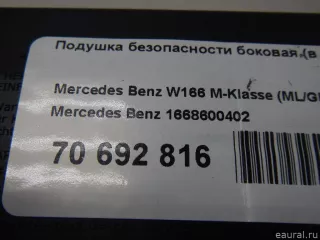 Подушка безопасности боковая (в
Mercedes Benz W166 M-Klasse (ML/G
Mercedes Benz 1668600402
70 692 816
eaural.ru